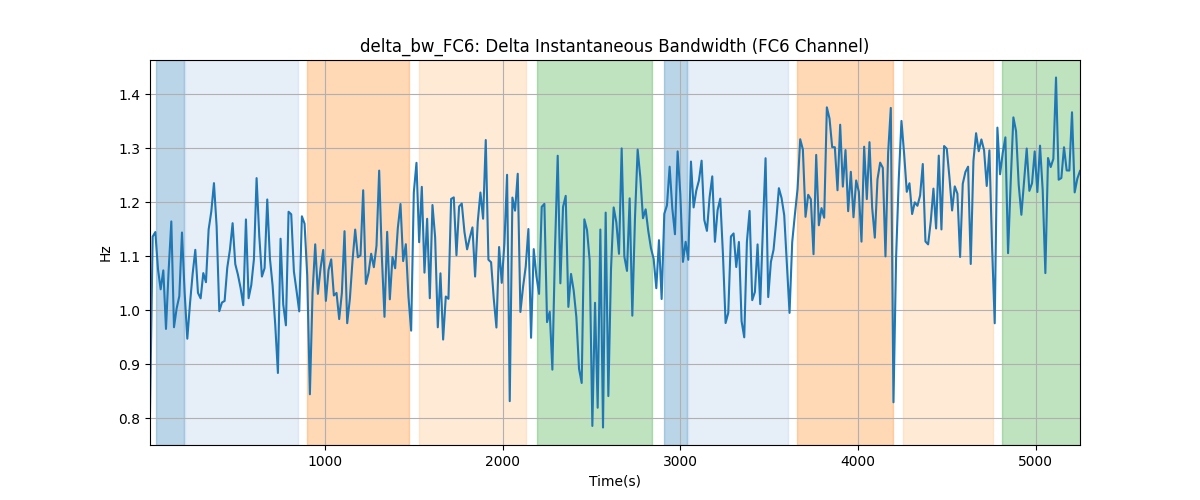 delta_bw_FC6: Delta Instantaneous Bandwidth (FC6 Channel)
Hz
1.4
1.3
1.2
1.1
1.0
0.9
0.8
1000 2000 3000 4000 5000
Time(s)